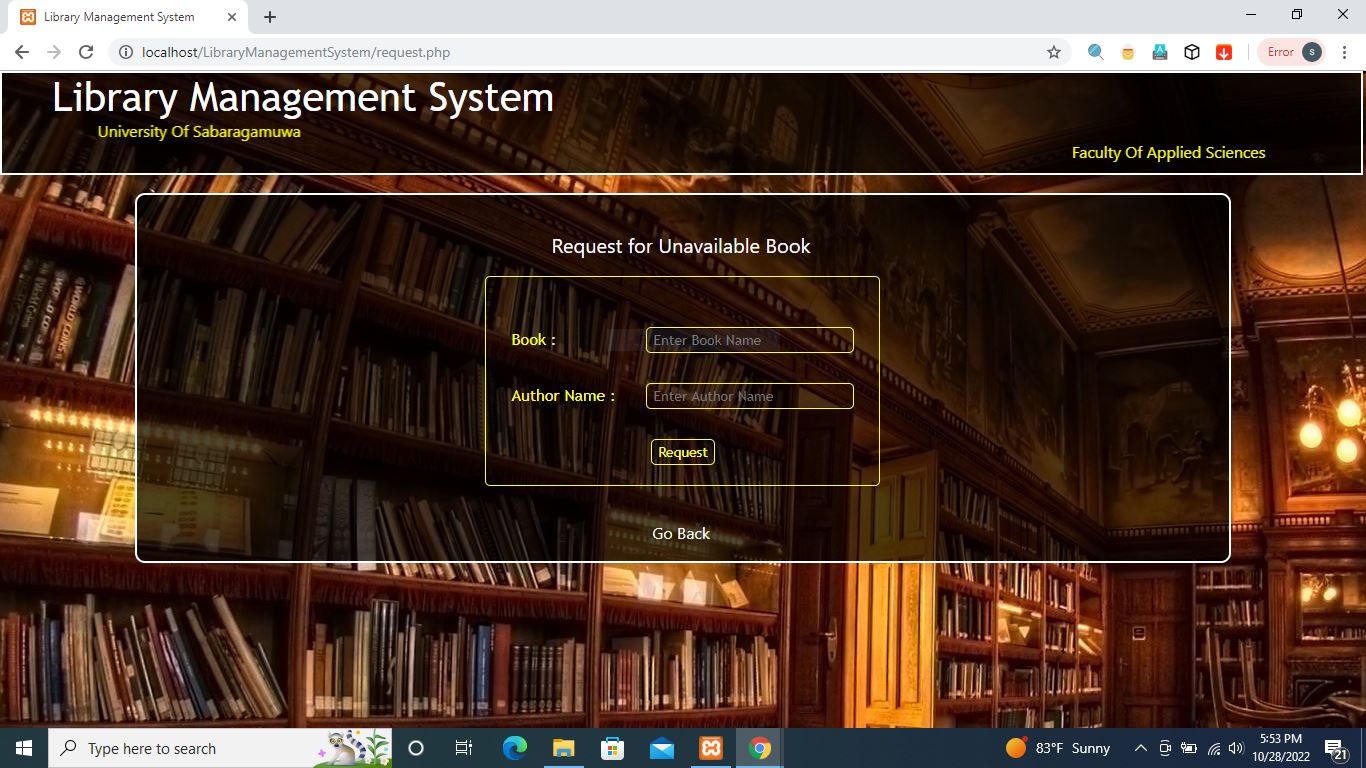 Library Management System
localhost/LibraryManagementSystem/request.php
Error
s
Library Management System
University Of Sabaragamuwa
Faculty Of Applied Sciences
Request for Unavailable Book
Book :
Enter Book Name
Author Name :
Enter Author Name
Request
Go Back
Type here to search
83°F Sunny
5:53 PM
10/28/2022
21